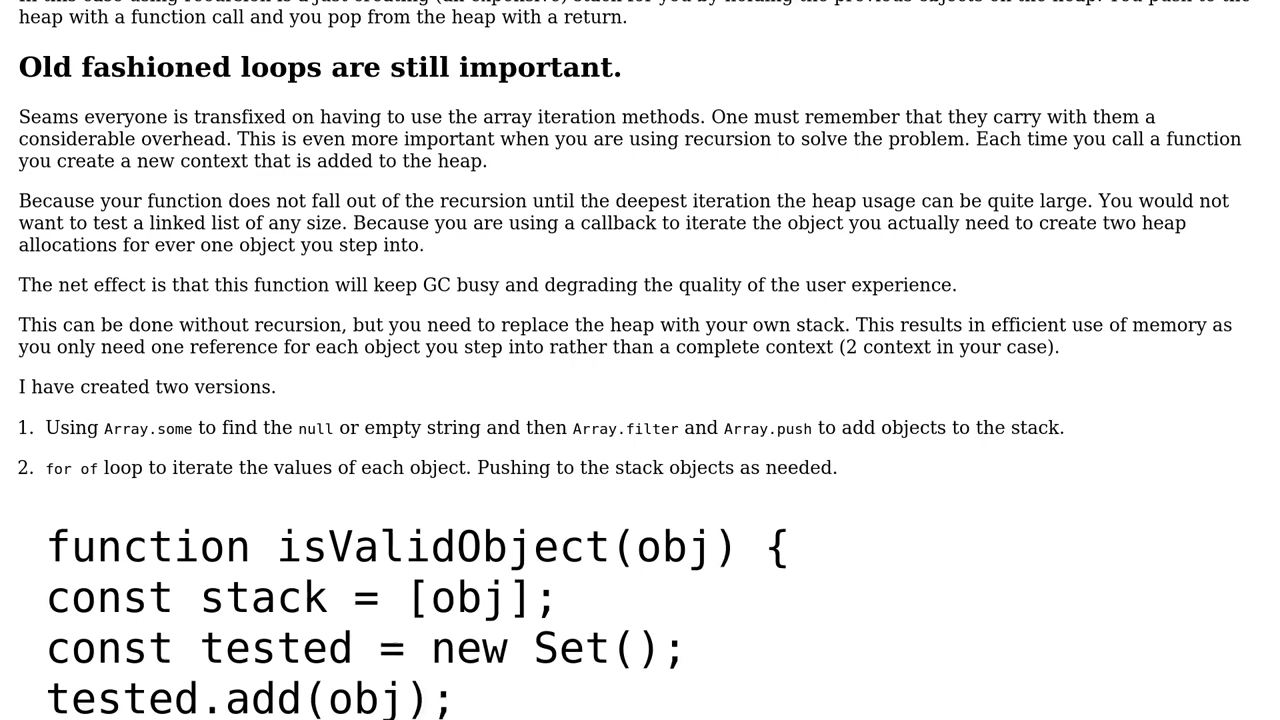 heap with a function call and you pop from the heap with a return.
Old fashioned loops are still important.
Seams everyone is transfixed on having to use the array iteration methods. One must remember that they carry with them a
considerable overhead. This is even more important when you are using recursion to solve the problem. Each time you call a function
you create a new context that is added to the heap.
Because your function does not fall out of the recursion until the deepest iteration the heap usage can be quite large. You would not
want to test a linked list of any size. Because you are using a callback to iterate the object you actually need to create two heap
allocations for ever one object you step into.
The net effect is that this function will keep GC busy and degrading the quality of the user experience.
This can be done without recursion, but you need to replace the heap with your own stack. This results in efficient use of memory as
you only need one reference for each object you step into rather than a complete context (2 context in your case).
I have created two versions.
1. Using Array.some to find the null or empty string and then Array.filter and Array.push to add objects to the stack.
2. for of loop to iterate the values of each object. Pushing to the stack objects as needed.
function isValidObject(obj) {
const stack = [obj];
const tested = new Set();
tested.add(obj);